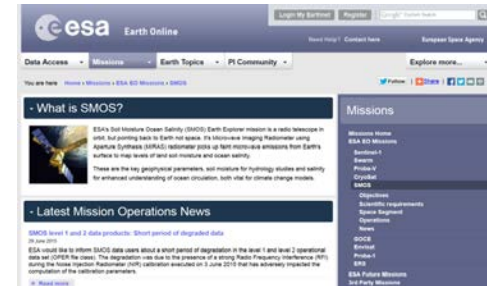 esa Earth Online
Login My Earthnet Register
Need Help? Contact here European Space Agency
Data Access Missions Earth Topics PI Community Explore more...
You are here Home » Missions » ESA EO Missions » SMOS
Follow Share
- What is SMOS?
ESA's Soil Moisture Ocean Salinity (SMOS) Earth Explorer mission is a radio telescope in
orbit, but pointing back to Earth not space. It's Microwave Imaging Radiometer using
Aperture Synthesis (MIRAS) radiometer picks up faint microwave emissions from Earth's
surface to map levels of land soil moisture and ocean salinity.
These are the key geophysical parameters, soil moisture for hydrology studies and salinity
for enhanced understanding of ocean circulation, both vital for climate change models.
- Latest Mission Operations News
SMOS level 1 and 2 data products: Short period of degraded data
29 June 2015
ESA would like to inform SMOS data users about a short period of degradation in the level 1 and level 2 operational
data set (OPER file class). The degradation was due to the presence of a strong Radio Frequency Interference (RFI)
during the Noise Injection Radiometer (NIR) calibration executed on 3 June 2015 that has adversely impacted the
computation of the calibration parameters.
Read more
Missions
Missions Home
ESA EO Missions
Sentinel-1
Swarm
Proba-V
CryoSat
SMOS
Objectives
Scientific requirements
Space Segment
Operations
News
GOCE
Envisat
Proba-1
ERS
ESA Future Missions
3rd Party Missions